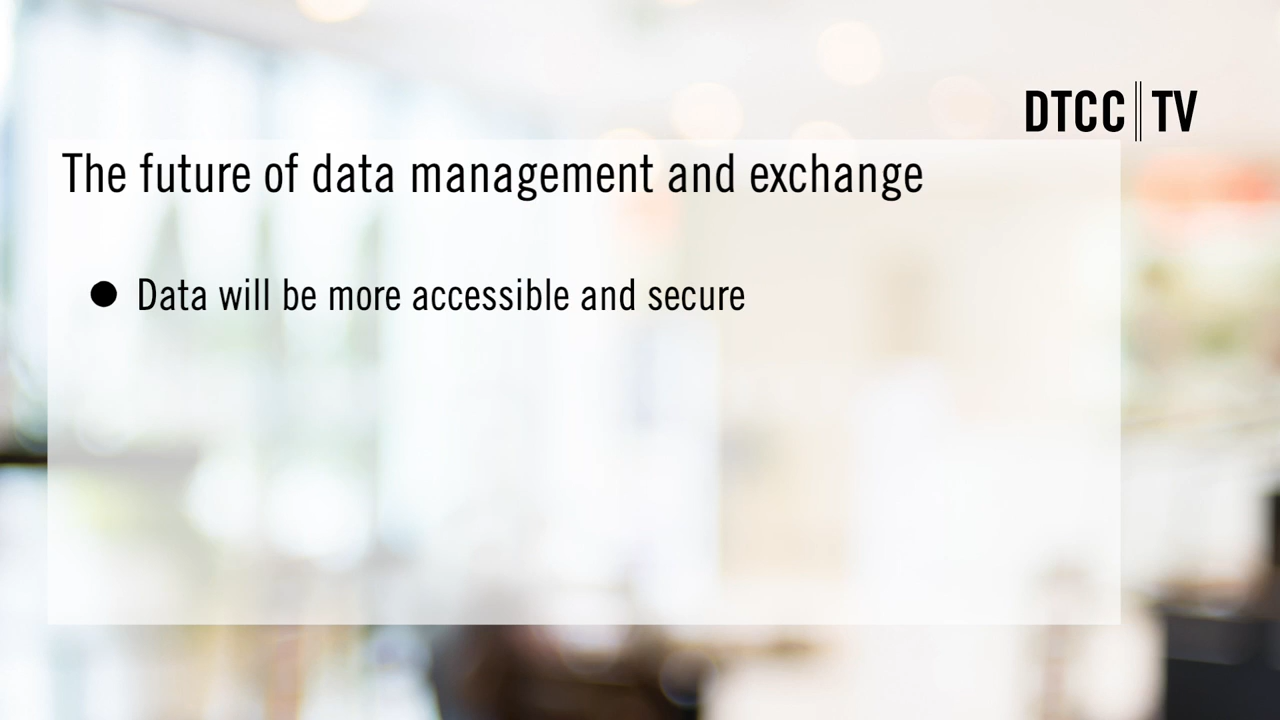 DTCC TV
The future of data management and exchange
● Data will be more accessible and secure